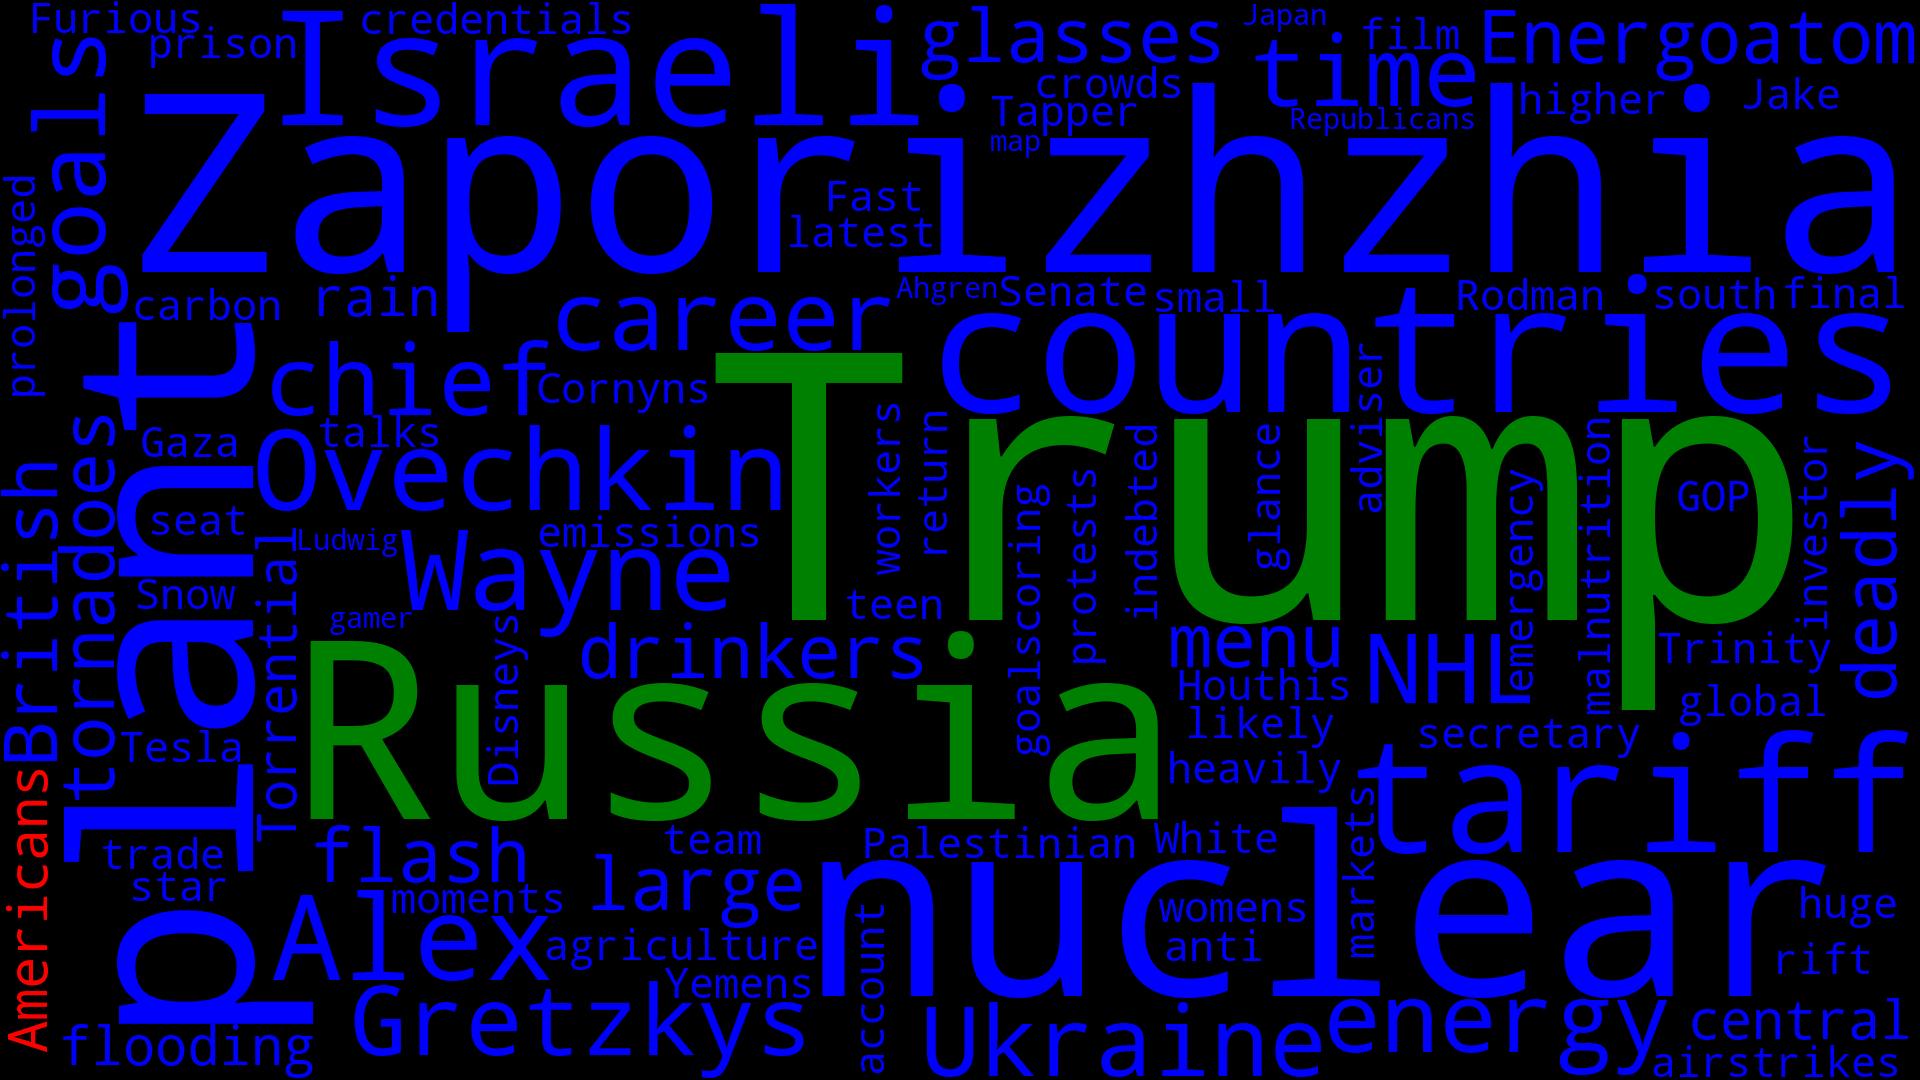 Furious
prison
credentials
Israeli
glasses
Japan
film
time
Energoatom
crowds
Tapper
map
Republicans
higher
Jake
goals
Zaporizhzhia
Fast
latest
prolonged
carbon
rain
career
Ahgren
Senate
small
Rodman
south
final
countries
chief
Cornyns
Trump
plant
tornadoes
British
Americans
Gaza
talks
Ovechkin
seat
Ludwig
emissions
Wayne
Snow
gamer
Torrential
workers
return
goalscoring
protests
indebted
glance
adviser
emergency
malnutrition
GOP
investor
deadly
teen
drinkers
menu
NHL
Trinity
Houthis
global
likely
secretary
Disneys
Russia
Tesla
heavily
tariff
markets
trade
star
flash
team
Palestinian
White
nuclear
large
moments
Alex
agriculture
womens
anti
huge
rift
Yemens
account
Gretzkys
flooding
Ukraine
energy
central
airstrikes